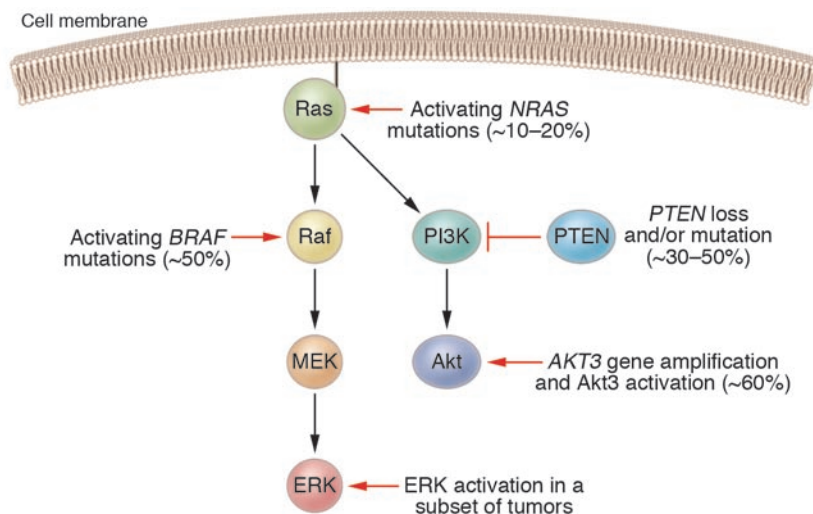 Cell membrane
Ras
Activating NRAS
mutations (~10–20%)
Activating BRAF
mutations (~50%)
Raf
PI3K
PTEN
PTEN loss
and/or mutation
(~30–50%)
MEK
Akt
AKT3 gene amplification
and Akt3 activation (~60%)
ERK
ERK activation in a
subset of tumors